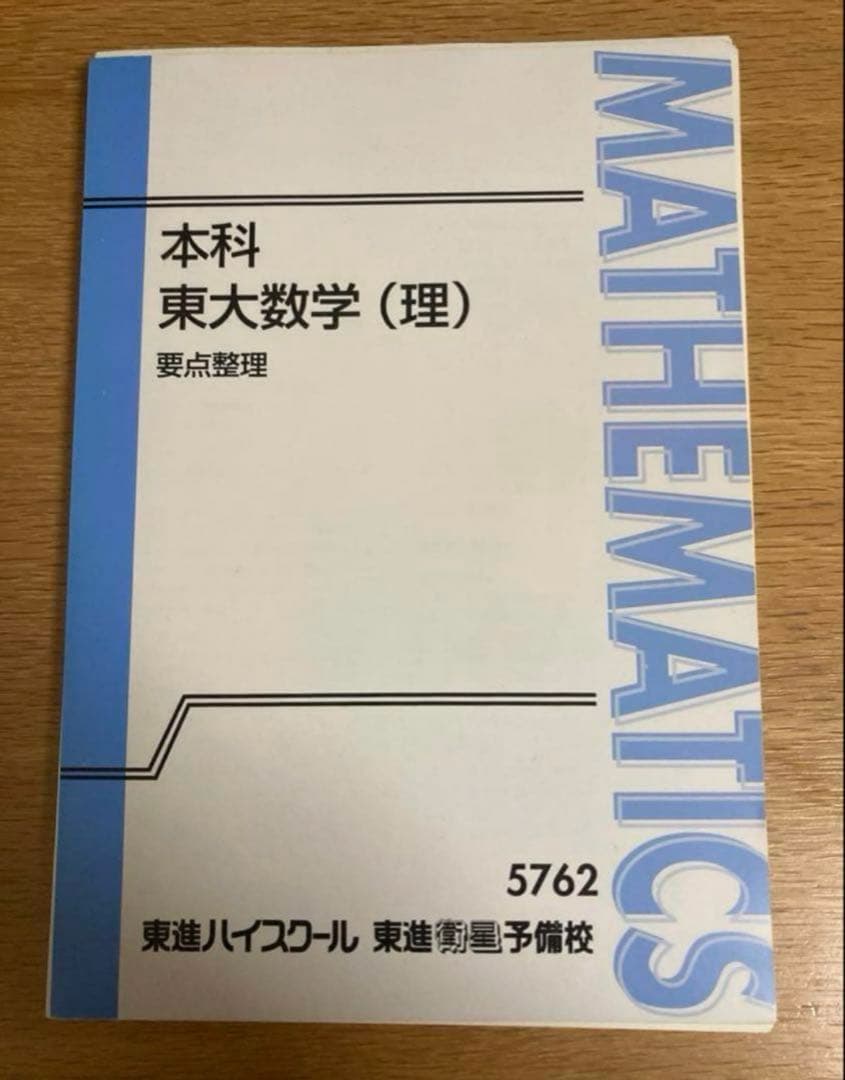 本科
東大数学（理）
要点整理
MATHEMATICS
5762
東進ハイスクール 東進衛星予備校